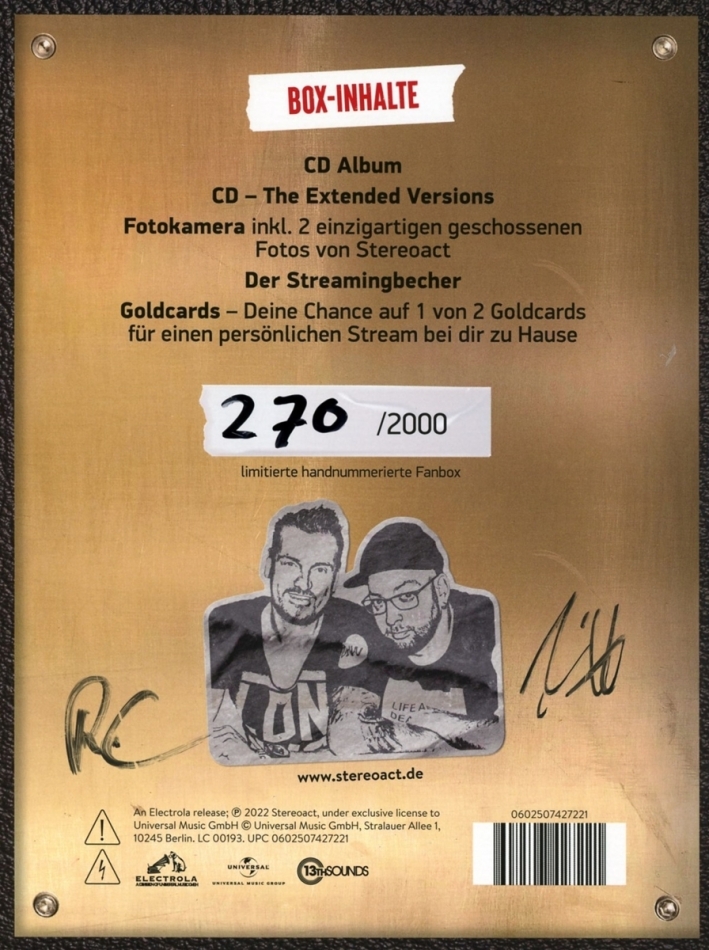 BOX-INHALTE
CD Album
CD – The Extended Versions
Fotokamera inkl. 2 einzigartigen geschossenen
Fotos von Stereoact
Der Streamingbecher
Goldcards – Deine Chance auf 1 von 2 Goldcards
für einen persönlichen Stream bei dir zu Hause
270 /2000
limitierte handnummerierte Fanbox
LON
LIFE
www.stereoact.de
An Electrola release; ℗ 2022 Stereoact, under exclusive license to
Universal Music GmbH © Universal Music GmbH, Stralauer Allee 1,
10245 Berlin. LC 00193. UPC 0602507427221
0602507427221
ELECTROLA
UNIVERSAL
UNIVERSAL MUSIC GROUP
13THSOUNDS